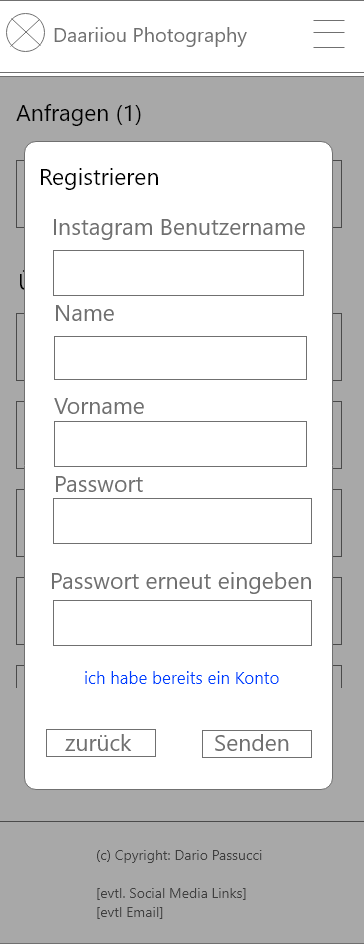 Daariiou Photography
Anfragen (1)
Registrieren
Instagram Benutzername
Name
Vorname
Passwort
Passwort erneut eingeben
ich habe bereits ein Konto
zurück
Senden
(c) Cpyright: Dario Passucci
[evtl. Social Media Links]
[evtl Email]